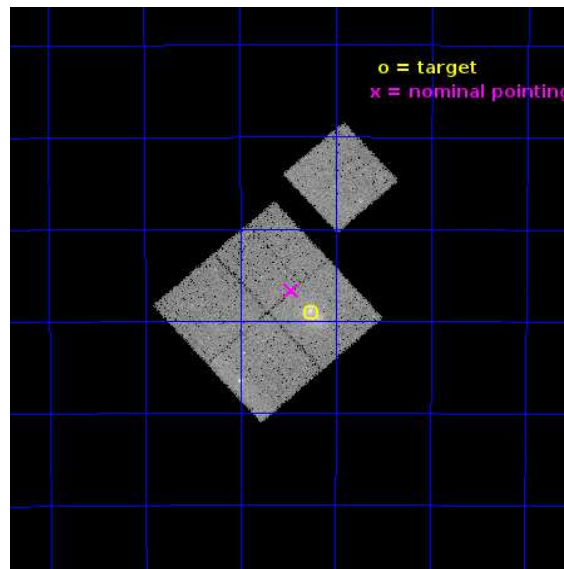 o = target
x = nominal pointing